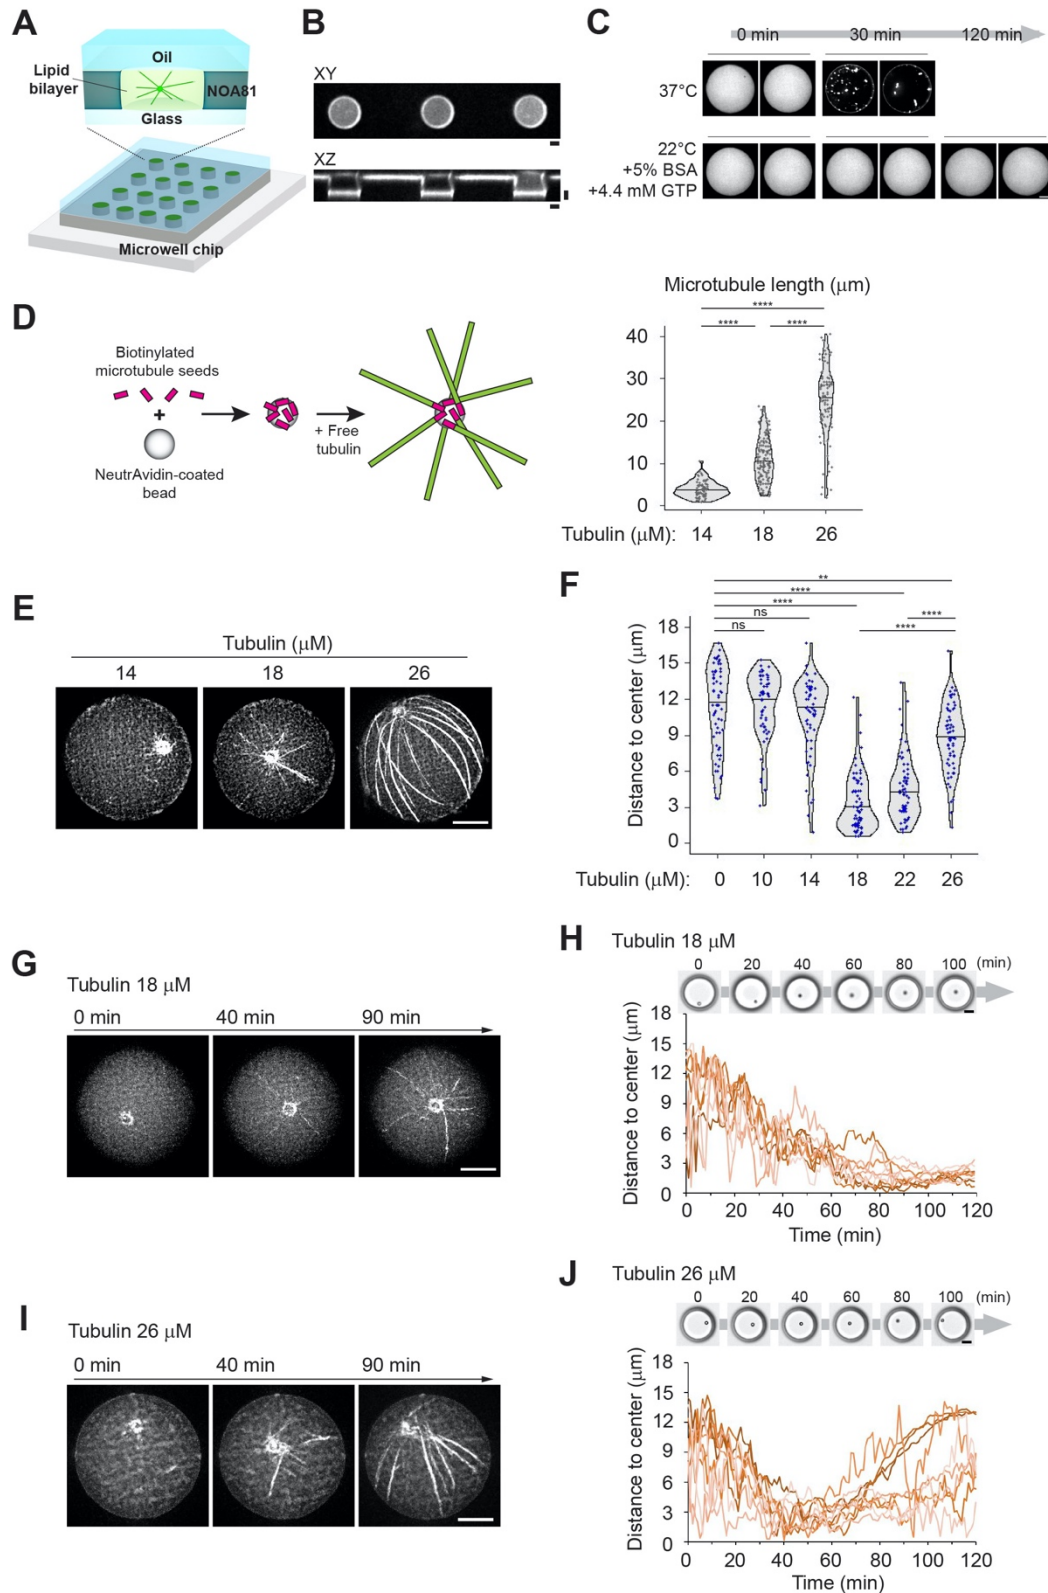 A
Oil
Lipid
bilayer
NOA81
Glass
Microwell chip
B
XY
XZ
C
0 min 30 min 120 min
37°C
22°C
+5% BSA
+4.4 mM GTP
D
Biotinylated
microtubule seeds
+
NeutrAvidin-coated
bead
+ Free
tubulin
Microtubule length (μm)
****
**** ****
40
30
20
10
0
Tubulin (μM): 14 18 26
E
Tubulin (μM)
14 18 26
F
**
****
**** ****
ns
ns ****
Distance to center (μm)
18
15
12
9
6
3
0
Tubulin (μM): 0 10 14 18 22 26
G
Tubulin 18 μM
0 min 40 min 90 min
H
Tubulin 18 μM
0 20 40 60 80 100 (min)
Distance to center (μm)
18
15
12
9
6
3
0
0 20 40 60 80 100 120
Time (min)
I
Tubulin 26 μM
0 min 40 min 90 min
J
Tubulin 26 μM
0 20 40 60 80 100 (min)
Distance to center (μm)
18
15
12
9
6
3
0
0 20 40 60 80 100 120
Time (min)